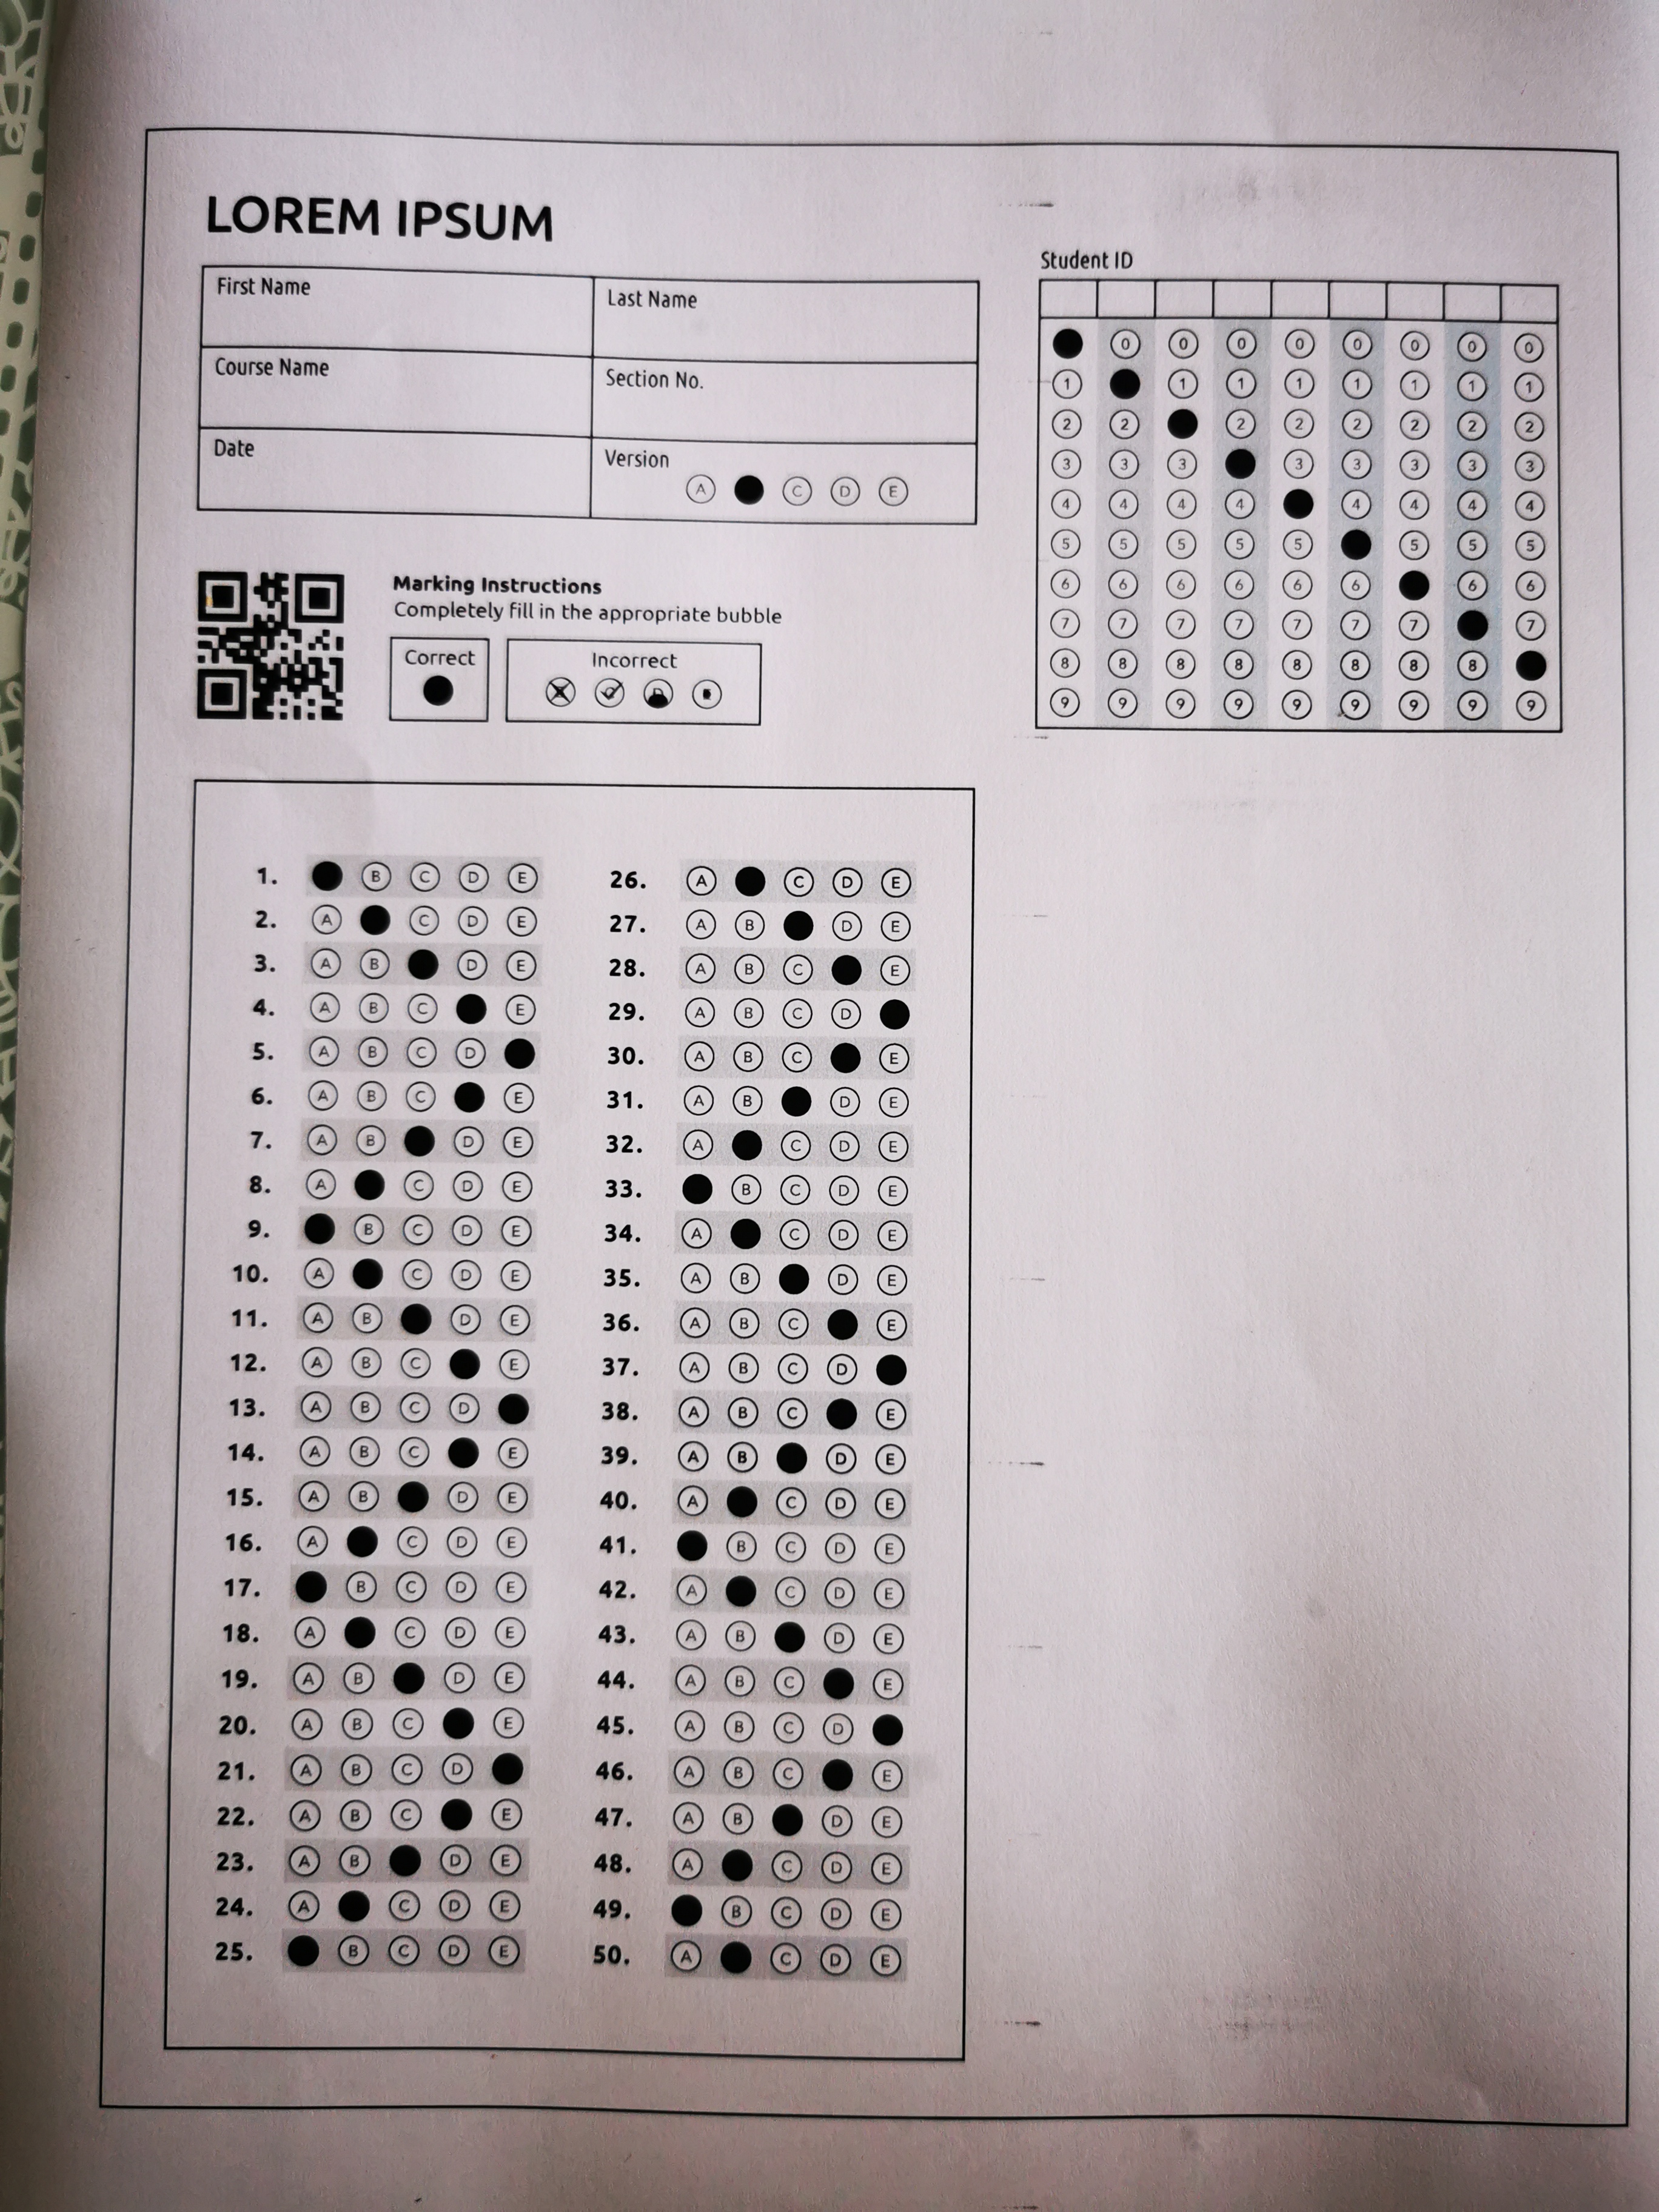 LOREM IPSUM
First Name
Last Name
Course Name
Section No.
Date
Version
A C D E
Marking Instructions
Completely fill in the appropriate bubble
Correct
Incorrect
Student ID
0 0 0 0 0 0 0 0
1 1 1 1 1 1 1 1
2 2 2 2 2 2 2 2
3 3 3 3 3 3 3 3
4 4 4 4 4 4 4 4
5 5 5 5 5 5 5 5
6 6 6 6 6 6 6 6
7 7 7 7 7 7 7 7
8 8 8 8 8 8 8 8
9 9 9 9 9 9 9 9 9
1. B C D E
2. A C D E
3. A B D E
4. A B C E
5. A B C D
6. A B C E
7. A B D E
8. A C D E
9. B C D E
10. A C D E
11. A B D E
12. A B C E
13. A B C D
14. A B C E
15. A B D E
16. A C D E
17. B C D E
18. A C D E
19. A B D E
20. A B C E
21. A B C D
22. A B C E
23. A B D E
24. A C D E
25. B C D E
26. A C D E
27. A B D E
28. A B C E
29. A B C D
30. A B C E
31. A B D E
32. A C D E
33. B C D E
34. A C D E
35. A B D E
36. A B C E
37. A B C D
38. A B C E
39. A B D E
40. A C D E
41. B C D E
42. A C D E
43. A B D E
44. A B C E
45. A B C D
46. A B C E
47. A B D E
48. A C D E
49. B C D E
50. A C D E